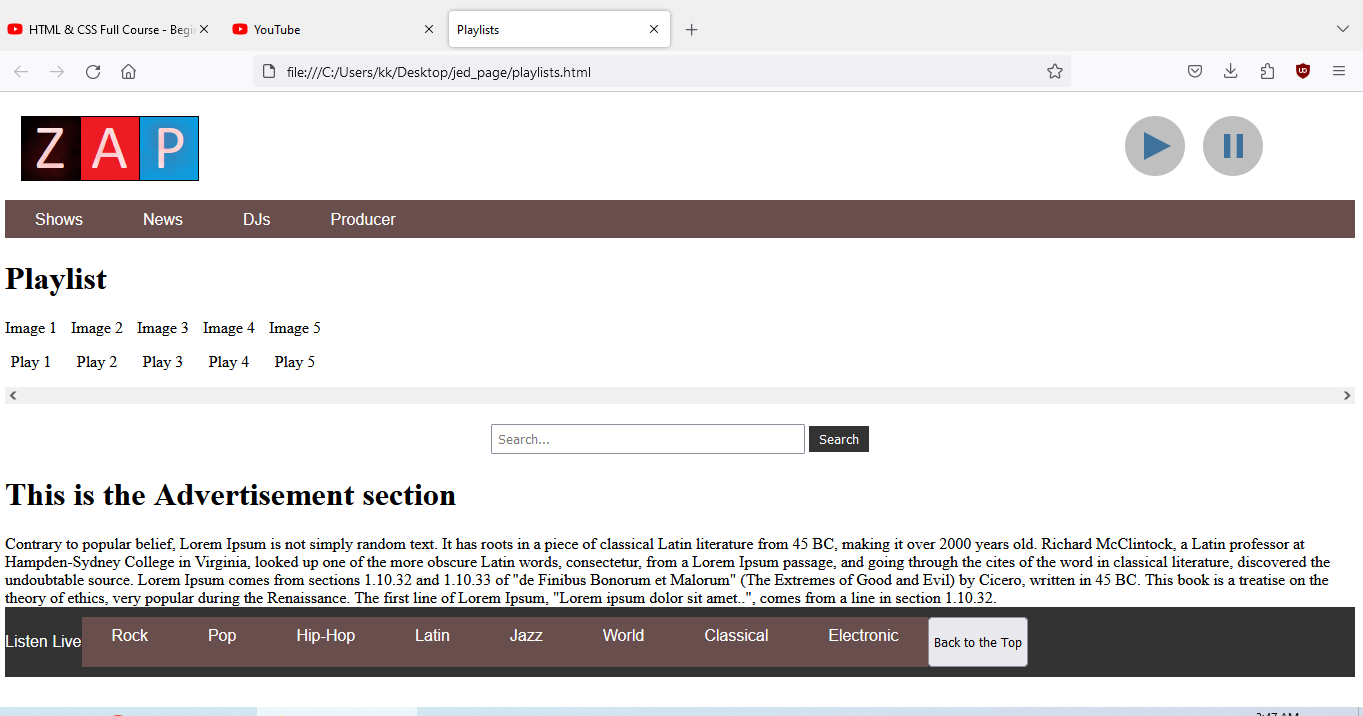 HTML & CSS Full Course - Begi
YouTube
Playlists
file:///C:/Users/kk/Desktop/jed_page/playlists.html
ZAP
Shows News DJs Producer
Playlist
Image 1 Image 2 Image 3 Image 4 Image 5
Play 1 Play 2 Play 3 Play 4 Play 5
Search... Search
This is the Advertisement section
Contrary to popular belief, Lorem Ipsum is not simply random text. It has roots in a piece of classical Latin literature from 45 BC, making it over 2000 years old. Richard McClintock, a Latin professor at
Hampden-Sydney College in Virginia, looked up one of the more obscure Latin words, consectetur, from a Lorem Ipsum passage, and going through the cites of the word in classical literature, discovered the
undoubtable source. Lorem Ipsum comes from sections 1.10.32 and 1.10.33 of "de Finibus Bonorum et Malorum" (The Extremes of Good and Evil) by Cicero, written in 45 BC. This book is a treatise on the
theory of ethics, very popular during the Renaissance. The first line of Lorem Ipsum, "Lorem ipsum dolor sit amet..", comes from a line in section 1.10.32.
Listen Live Rock Pop Hip-Hop Latin Jazz World Classical Electronic Back to the Top